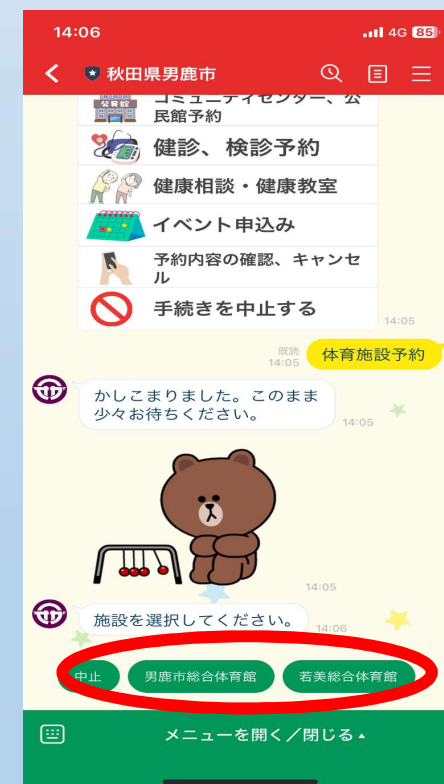 14:06
4G 85
秋田県男鹿市
公民館
コミュニティセンター、公
民館予約
健診、検診予約
健康相談・健康教室
イベント申込み
予約内容の確認、キャンセ
ル
手続きを中止する
14:05
既読
14:05
体育施設予約
かしこまりました。このまま
少々お待ちください。
14:05
14:05
施設を選択してください。
14:06
中止
男鹿市総合体育館
若美総合体育館
メニューを開く／閉じる▲